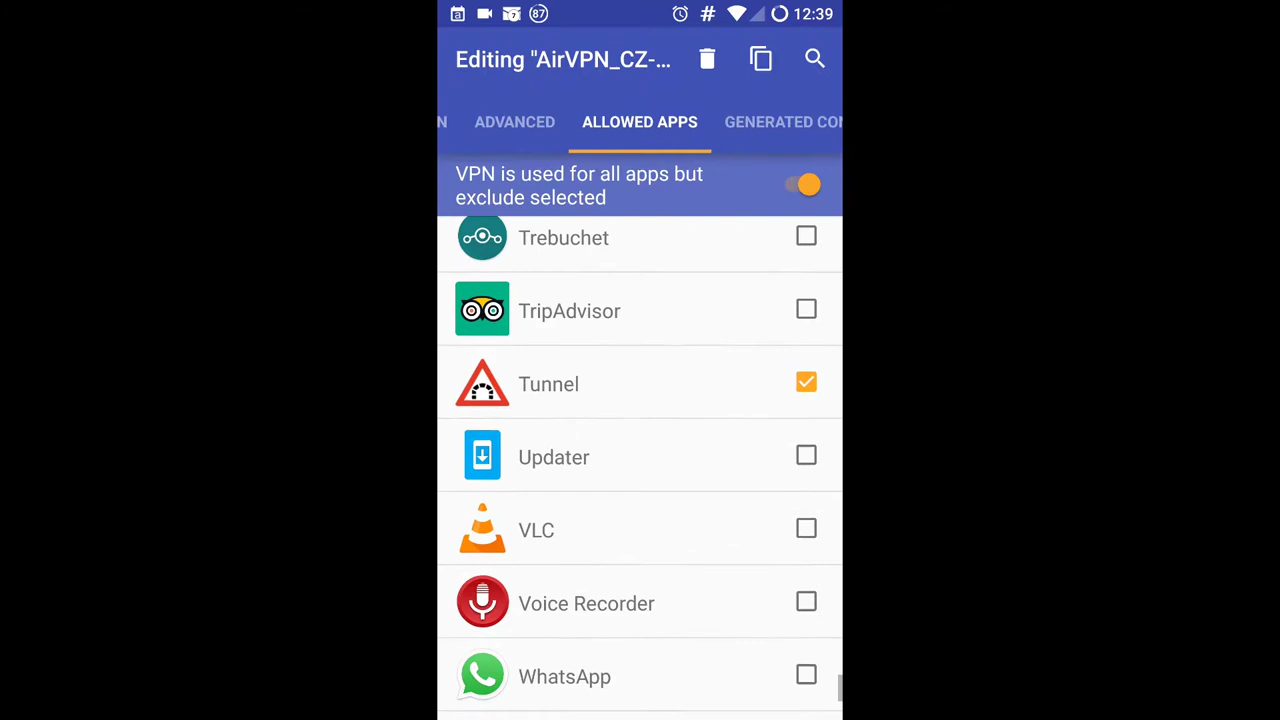 87
#
12:39
Editing "AirVPN_CZ-...
N
ADVANCED
ALLOWED APPS
GENERATED CON
VPN is used for all apps but
exclude selected
Trebuchet
TripAdvisor
Tunnel
Updater
VLC
Voice Recorder
WhatsApp